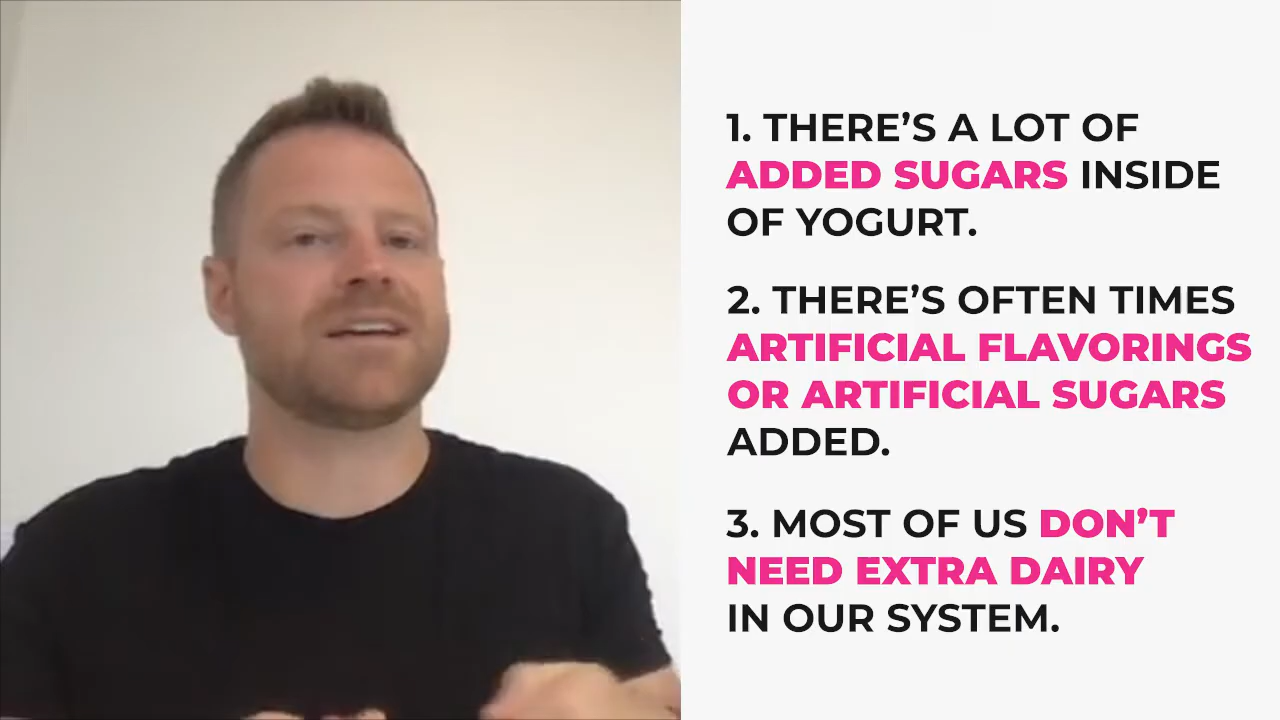 1. THERE’S A LOT OF
ADDED SUGARS INSIDE
OF YOGURT.
2. THERE’S OFTEN TIMES
ARTIFICIAL FLAVORINGS
OR ARTIFICIAL SUGARS
ADDED.
3. MOST OF US DON’T
NEED EXTRA DAIRY
IN OUR SYSTEM.